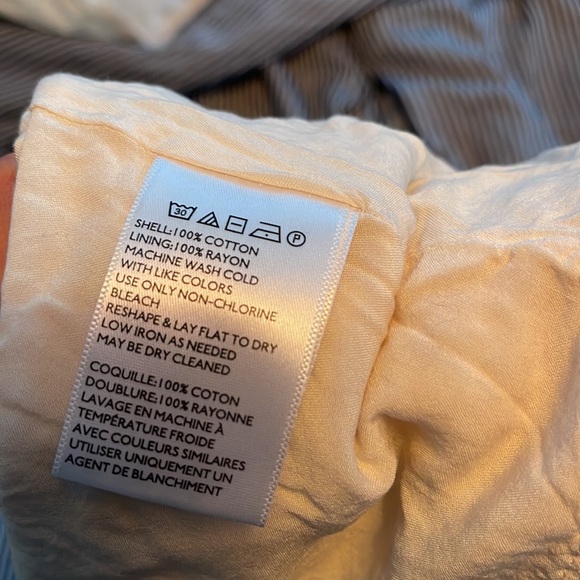 30 P
SHELL:100% COTTON
LINING:100% RAYON
MACHINE WASH COLD
WITH LIKE COLORS
USE ONLY NON-CHLORINE
BLEACH
RESHAPE & LAY FLAT TO DRY
LOW IRON AS NEEDED
MAY BE DRY CLEANED
COQUILLE:100% COTON
DOUBLURE:100% RAYONNE
LAVAGE EN MACHINE À
TEMPÉRATURE FROIDE
AVEC COULEURS SIMILAIRES
UTILISER UNIQUEMENT UN
AGENT DE BLANCHIMENT